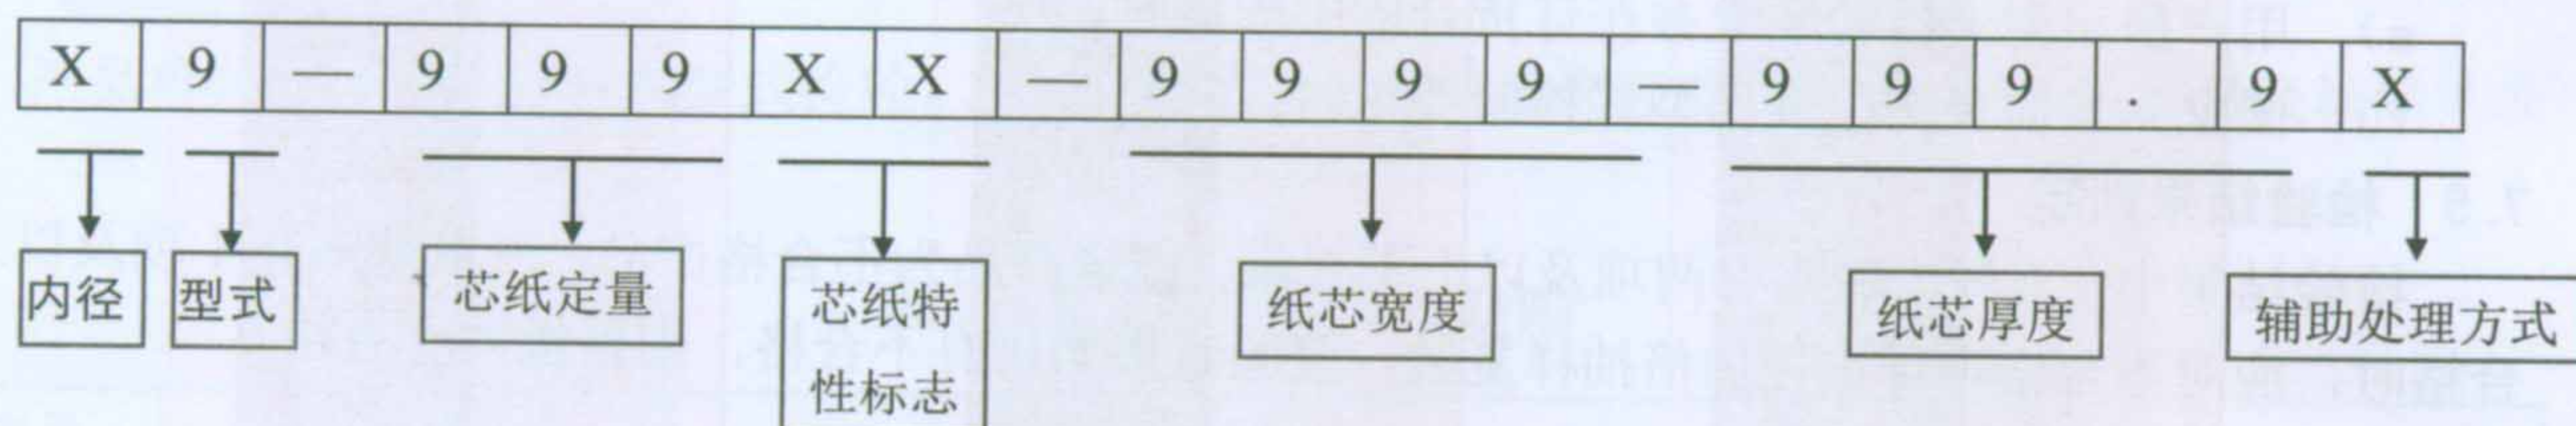 X 9 — 9 9 9 X X — 9 9 9 9 — 9 9 9 . 9 X
内径 型式 芯纸定量 芯纸特性标志 纸芯宽度 纸芯厚度 辅助处理方式